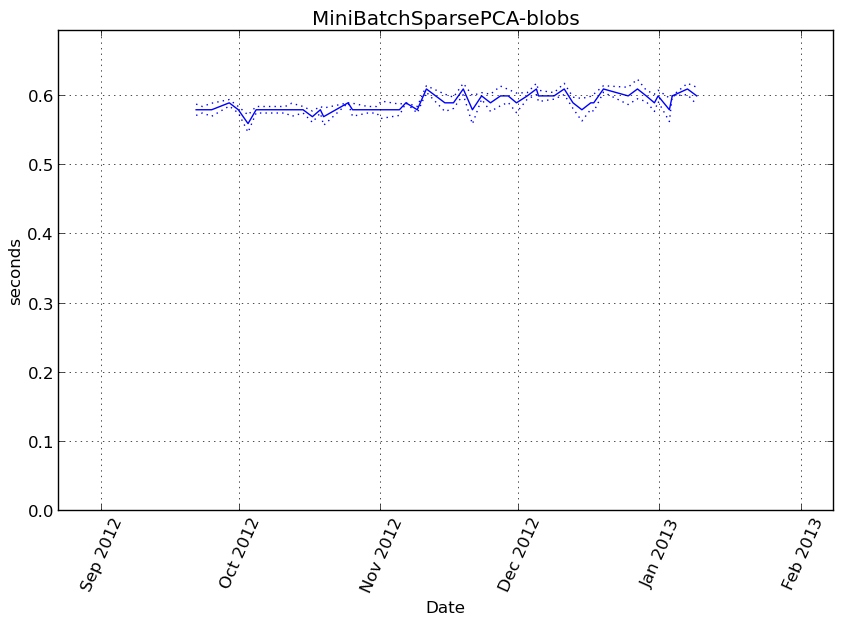 MiniBatchSparsePCA-blobs
0.6
0.5
0.4
0.3
0.2
0.1
0.0
seconds
Sep 2012
Oct 2012
Nov 2012
Dec 2012
Jan 2013
Feb 2013
Date